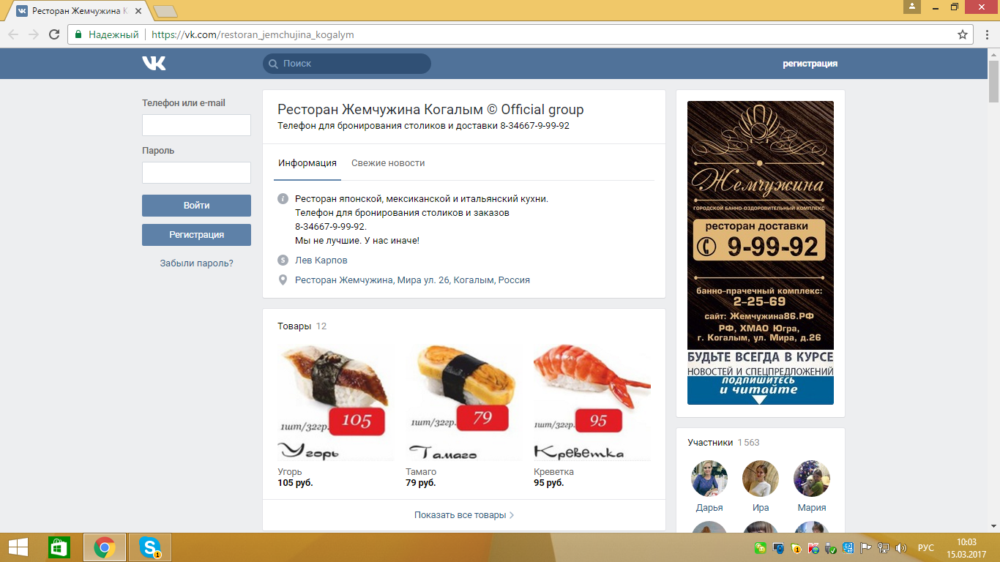 Ресторан Жемчужина К
Надежный
https://vk.com/restoran_jemchujina_kogalym
Поиск
регистрация
Телефон или e-mail
Пароль
Войти
Регистрация
Забыли пароль?
Ресторан Жемчужина Когалым © Official group
Телефон для бронирования столиков и доставки 8-34667-9-99-92
Информация
Свежие новости
Ресторан японской, мексиканской и итальянский кухни.
Телефон для бронирования столиков и заказов
8-34667-9-99-92.
Мы не лучшие. У нас иначе!
Лев Карпов
Ресторан Жемчужина, Мира ул. 26, Когалым, Россия
Товары 12
1шт/32гр. 105
Угорь
Угорь
105 руб.
1шт/32гр. 79
Тамаго
Тамаго
79 руб.
1шт/32гр. 95
Креветка
Креветка
95 руб.
Показать все товары
Жемчужина
ГОРОДСКОЙ БАННО-ОЗДОРОВИТЕЛЬНЫЙ КОМПЛЕКС
ресторан доставки
9-99-92
банно-прачечный комплекс:
2-25-69
сайт: Жемчужина86.РФ
РФ, ХМАО Югра,
г. Когалым, ул. Мира, д.26
БУДЬТЕ ВСЕГДА В КУРСЕ
НОВОСТЕЙ И СПЕЦПРЕДЛОЖЕНИЙ
подпишитесь
и читайте
Участники 1 563
Дарья
Ира
Мария
РУС
10:03
15.03.2017